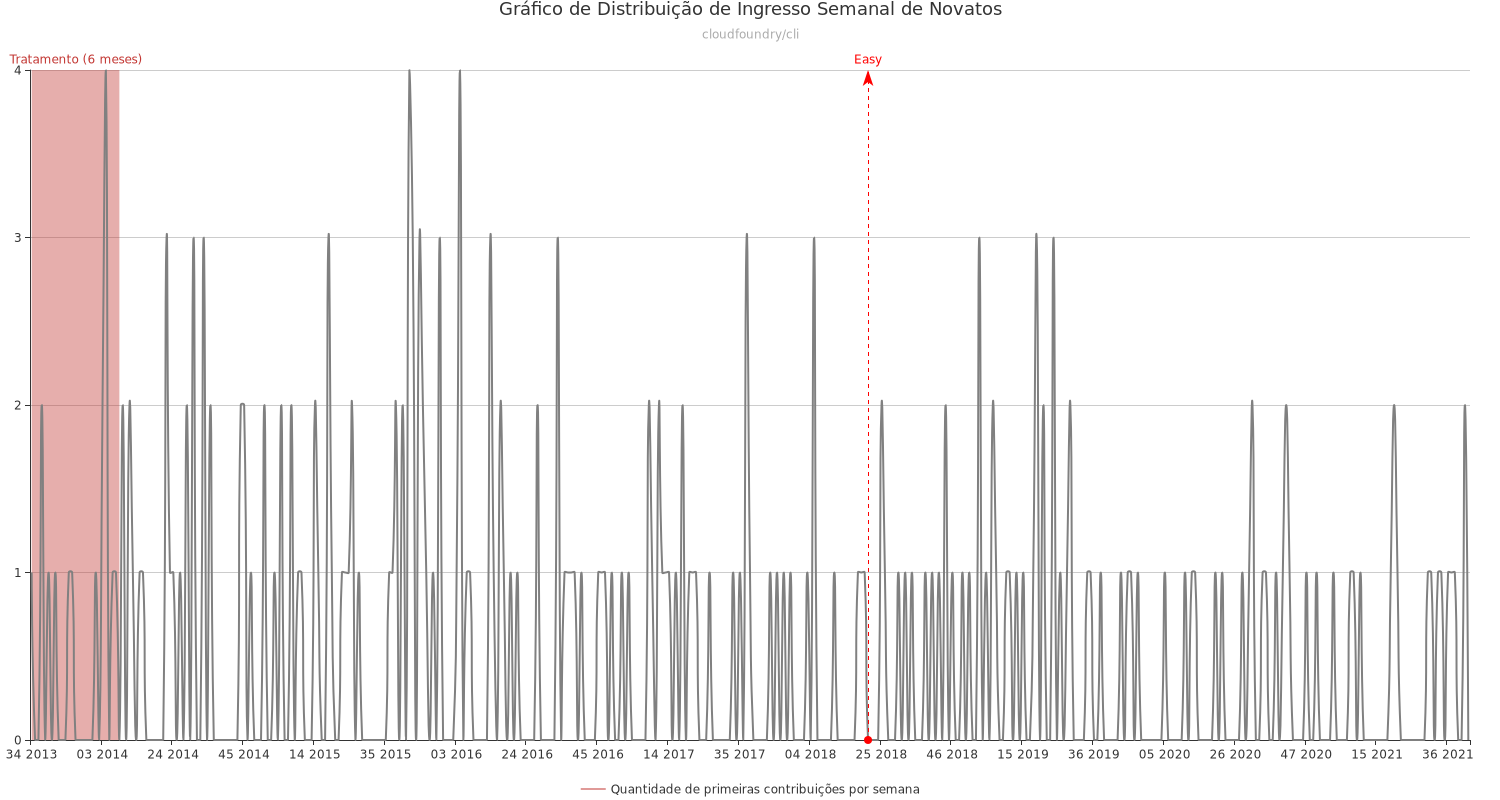 Gráfico de Distribuição de Ingresso Semanal de Novatos
cloudfoundry/cli
Tratamento (6 meses)
Easy
4
3
2
1
0
34 2013 03 2014 24 2014 45 2014 14 2015 35 2015 03 2016 24 2016 45 2016 14 2017 35 2017 04 2018 25 2018 46 2018 15 2019 36 2019 05 2020 26 2020 47 2020 15 2021 36 2021
Quantidade de primeiras contribuições por semana